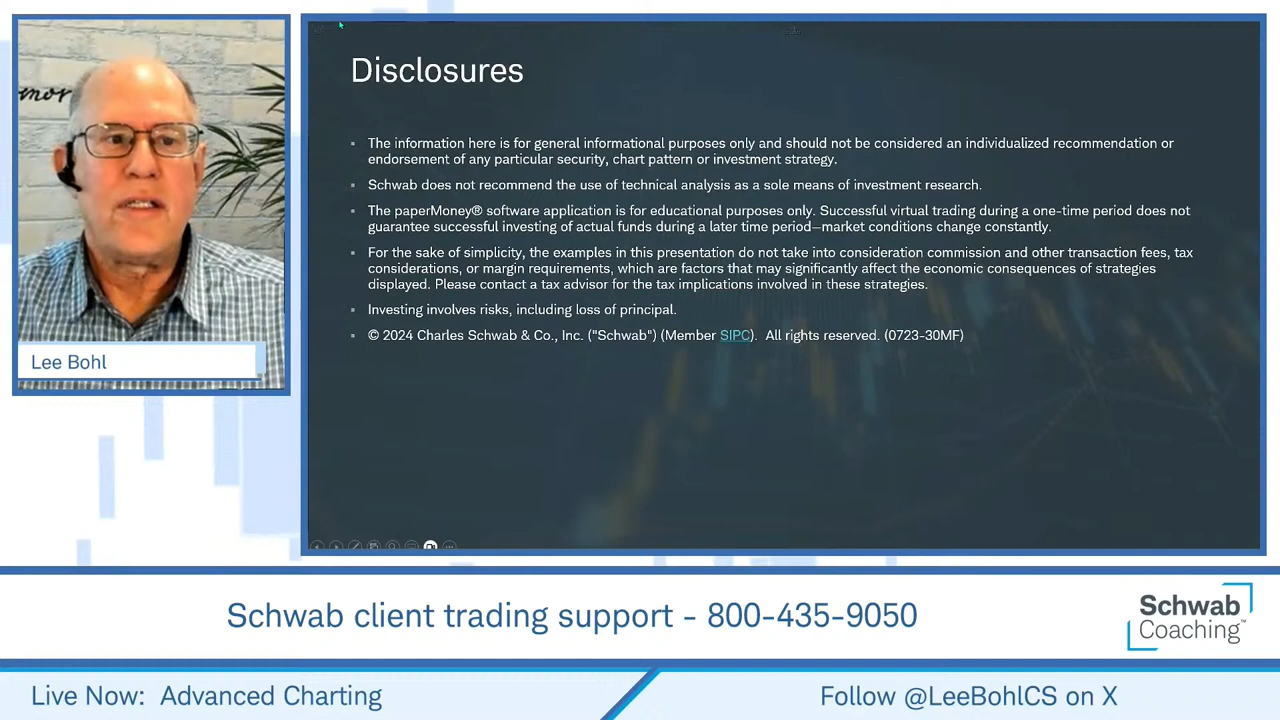 mor
Lee Bohl
Disclosures
▪ The information here is for general informational purposes only and should not be considered an individualized recommendation or
endorsement of any particular security, chart pattern or investment strategy.
▪ Schwab does not recommend the use of technical analysis as a sole means of investment research.
▪ The paperMoney® software application is for educational purposes only. Successful virtual trading during a one-time period does not
guarantee successful investing of actual funds during a later time period—market conditions change constantly.
▪ For the sake of simplicity, the examples in this presentation do not take into consideration commission and other transaction fees, tax
considerations, or margin requirements, which are factors that may significantly affect the economic consequences of strategies
displayed. Please contact a tax advisor for the tax implications involved in these strategies.
▪ Investing involves risks, including loss of principal.
▪ © 2024 Charles Schwab & Co., Inc. ("Schwab") (Member SIPC).  All rights reserved. (0723-30MF)
Schwab client trading support - 800-435-9050
Schwab
Coaching™
Live Now:  Advanced Charting
Follow @LeeBohlCS on X